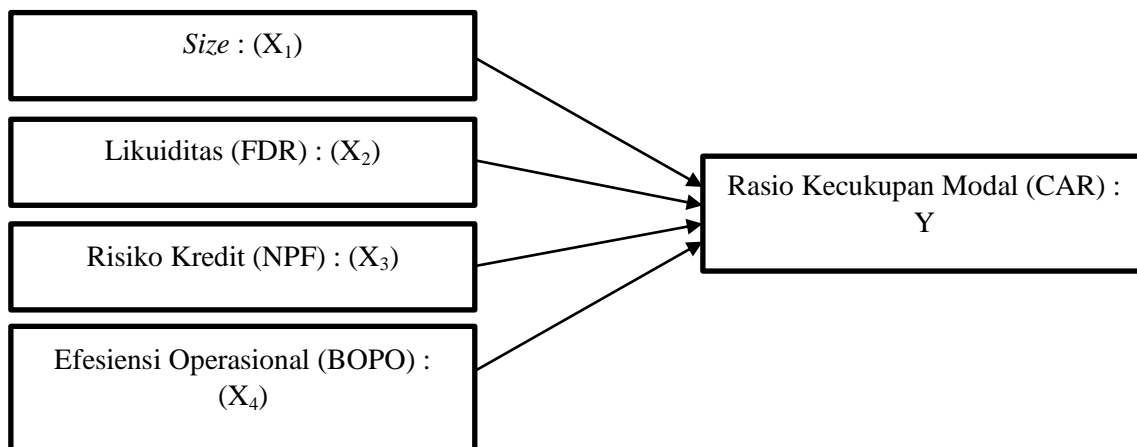 Size : (X₁)
Likuiditas (FDR) : (X₂)
Rasio Kecukupan Modal (CAR) :
Y
Risiko Kredit (NPF) : (X₃)
Efesiensi Operasional (BOPO) :
(X₄)